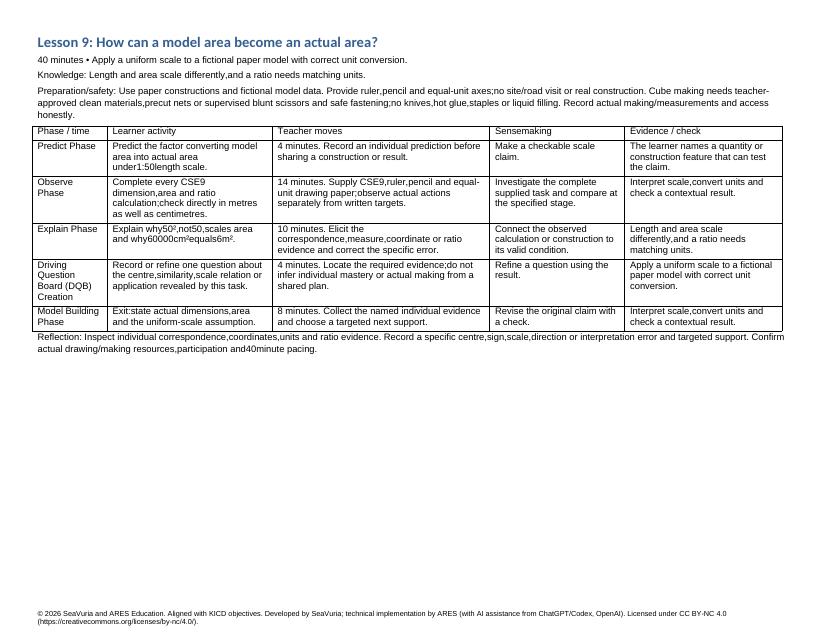 Lesson 9: How can a model area become an actual area?
40 minutes • Apply a uniform scale to a fictional paper model with correct unit conversion.
Knowledge: Length and area scale differently,and a ratio needs matching units.
Preparation/safety: Use paper constructions and fictional model data. Provide ruler,pencil and equal-unit axes;no site/road visit or real construction. Cube making needs teacher-
approved clean materials,precut nets or supervised blunt scissors and safe fastening;no knives,hot glue,staples or liquid filling. Record actual making/measurements and access
honestly.
Phase / time
Learner activity
Teacher moves
Sensemaking
Evidence / check
Predict Phase
Predict the factor converting model
area into actual area
under1:50length scale.
4 minutes. Record an individual prediction before
sharing a construction or result.
Make a checkable scale
claim.
The learner names a quantity or
construction feature that can test
the claim.
Observe
Phase
Complete every CSE9
dimension,area and ratio
calculation;check directly in metres
as well as centimetres.
14 minutes. Supply CSE9,ruler,pencil and equal-
unit drawing paper;observe actual actions
separately from written targets.
Investigate the complete
supplied task and compare at
the specified stage.
Interpret scale,convert units and
check a contextual result.
Explain Phase
Explain why50²,not50,scales area
and why60000cm²equals6m².
10 minutes. Elicit the
correspondence,measure,coordinate or ratio
evidence and correct the specific error.
Connect the observed
calculation or construction to
its valid condition.
Length and area scale
differently,and a ratio needs
matching units.
Driving
Question
Board (DQB)
Creation
Record or refine one question about
the centre,similarity,scale relation or
application revealed by this task.
4 minutes. Locate the required evidence;do not
infer individual mastery or actual making from a
shared plan.
Refine a question using the
result.
Apply a uniform scale to a fictional
paper model with correct unit
conversion.
Model Building
Phase
Exit:state actual dimensions,area
and the uniform-scale assumption.
8 minutes. Collect the named individual evidence
and choose a targeted next support.
Revise the original claim with
a check.
Interpret scale,convert units and
check a contextual result.
Reflection: Inspect individual correspondence,coordinates,units and ratio evidence. Record a specific centre,sign,scale,direction or interpretation error and targeted support. Confirm
actual drawing/making resources,participation and40minute pacing.
© 2026 SeaVuria and ARES Education. Aligned with KICD objectives. Developed by SeaVuria; technical implementation by ARES (with AI assistance from ChatGPT/Codex, OpenAI). Licensed under CC BY-NC 4.0
(https://creativecommons.org/licenses/by-nc/4.0/).